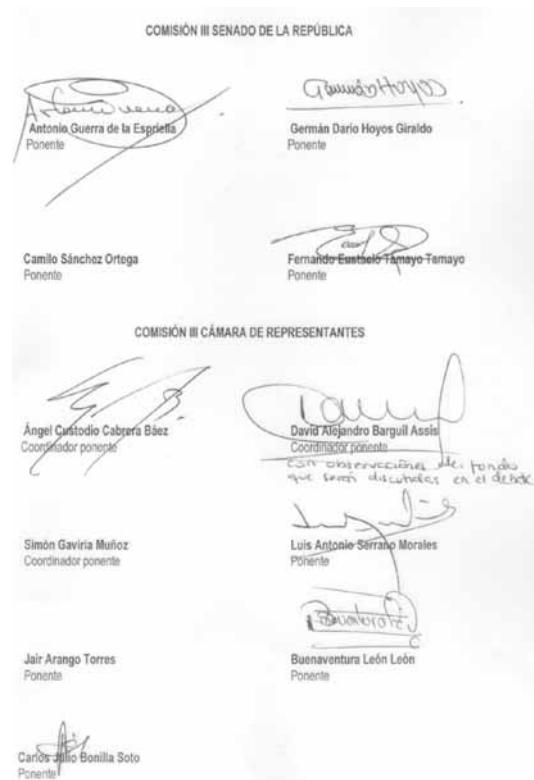 COMISIÓN III SENADO DE LA REPÚBLICA
Antonio Guerra de la Espriella
Ponente
Germán Hoyos
Germán Darío Hoyos Giraldo
Ponente
Camilo Sánchez Ortega
Ponente
Fernando Eustacio Tamayo Tamayo
Ponente
COMISIÓN III CÁMARA DE REPRESENTANTES
Ángel Custodio Cabrera Báez
Coordinador ponente
David Alejandro Barguil Assis
Coordinador ponente
con observaciones de fondo
que serán discutidas en el debate
Simón Gaviria Muñoz
Coordinador ponente
Luis Antonio Serrano Morales
Ponente
Jair Arango Torres
Ponente
Buenaventura León León
Ponente
Carlos Julio Bonilla Soto
Ponente